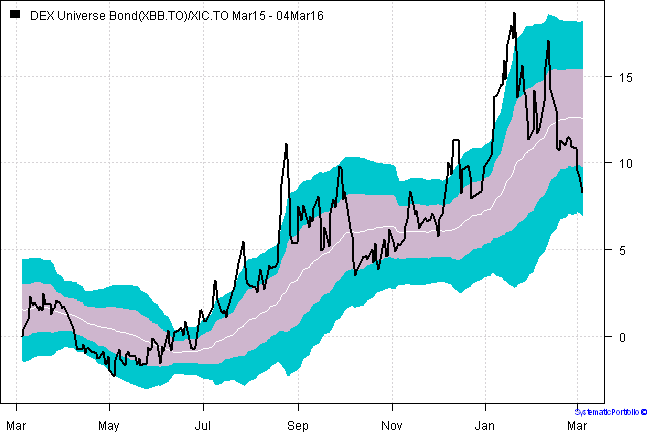 DEX Universe Bond(XBB.TO)/XIC.TO Mar15 - 04Mar16
15
10
5
0
SystematicPortfolio ©
Mar May Jul Sep Nov Jan Mar